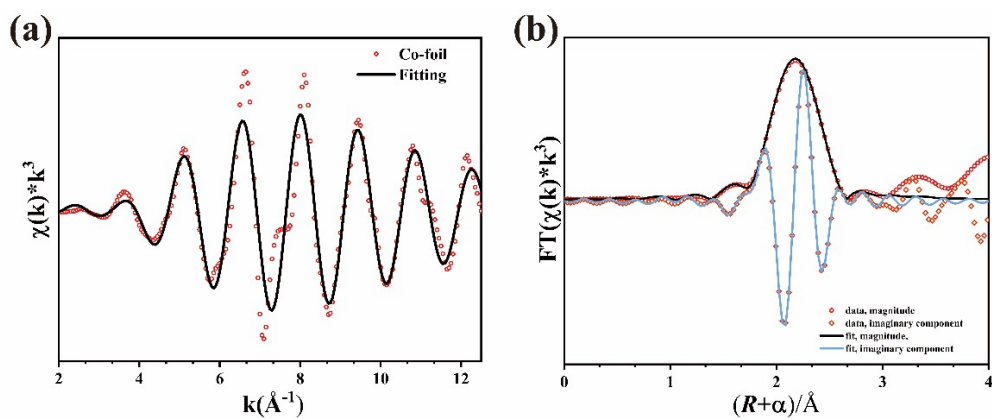 (a)
Co-foil
Fitting
χ(k)*k³
2 4 6 8 10 12
k(Å⁻¹)
(b)
FT(χ(k)*k³)
data, magnitude
data, imaginary component
fit, magnitude.
fit, imaginary component
0 1 2 3 4
(R+α)/Å